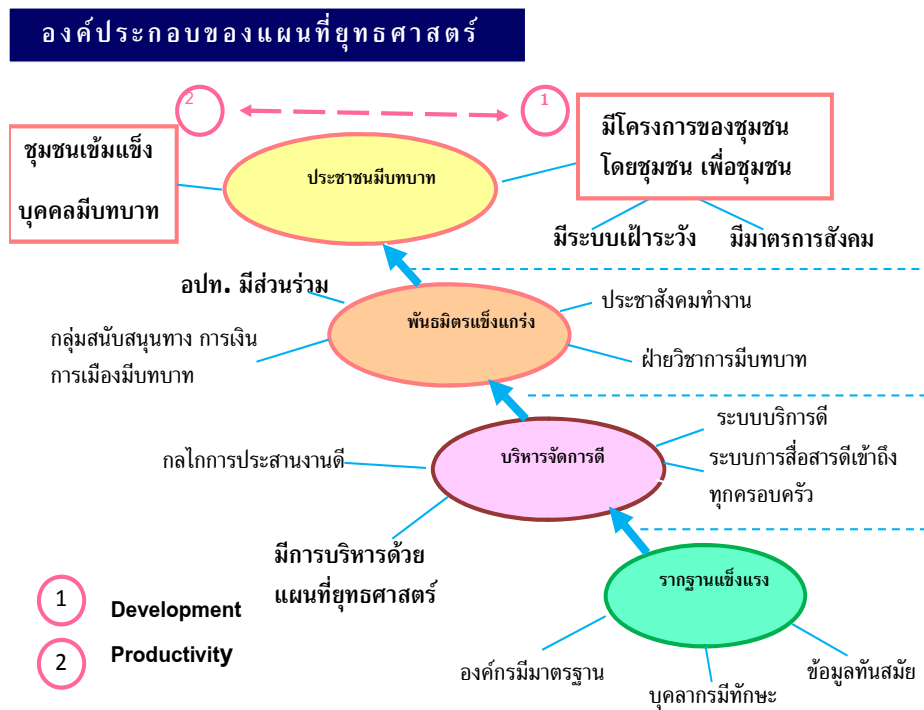 องค์ประกอบของแผนที่ยุทธศาสตร์
2
1
ชุมชนเข้มแข็ง
บุคคลมีบทบาท
ประชาชนมีบทบาท
มีโครงการของชุมชน
โดยชุมชน เพื่อชุมชน
มีระบบเฝ้าระวัง
มีมาตรการสังคม
อปท. มีส่วนร่วม
พันธมิตรแข็งแกร่ง
ประชาสังคมทำงาน
กลุ่มสนับสนุนทาง การเงิน
การเมืองมีบทบาท
ฝ่ายวิชาการมีบทบาท
ระบบบริการดี
กลไกการประสานงานดี
บริหารจัดการดี
ระบบการสื่อสารดีเข้าถึง
ทุกครอบครัว
มีการบริหารด้วย
แผนที่ยุทธศาสตร์
รากฐานแข็งแรง
1 Development
2 Productivity
องค์กรมีมาตรฐาน
บุคลากรมีทักษะ
ข้อมูลทันสมัย